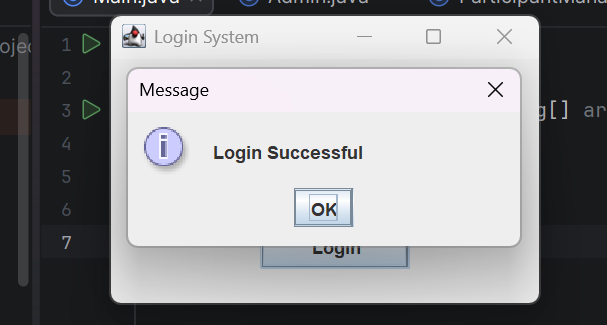 Main.java
Admin.java
ojec
1
Login System
2
Message
3
g[] ar
4
Login Successful
5
6
OK
7
Login